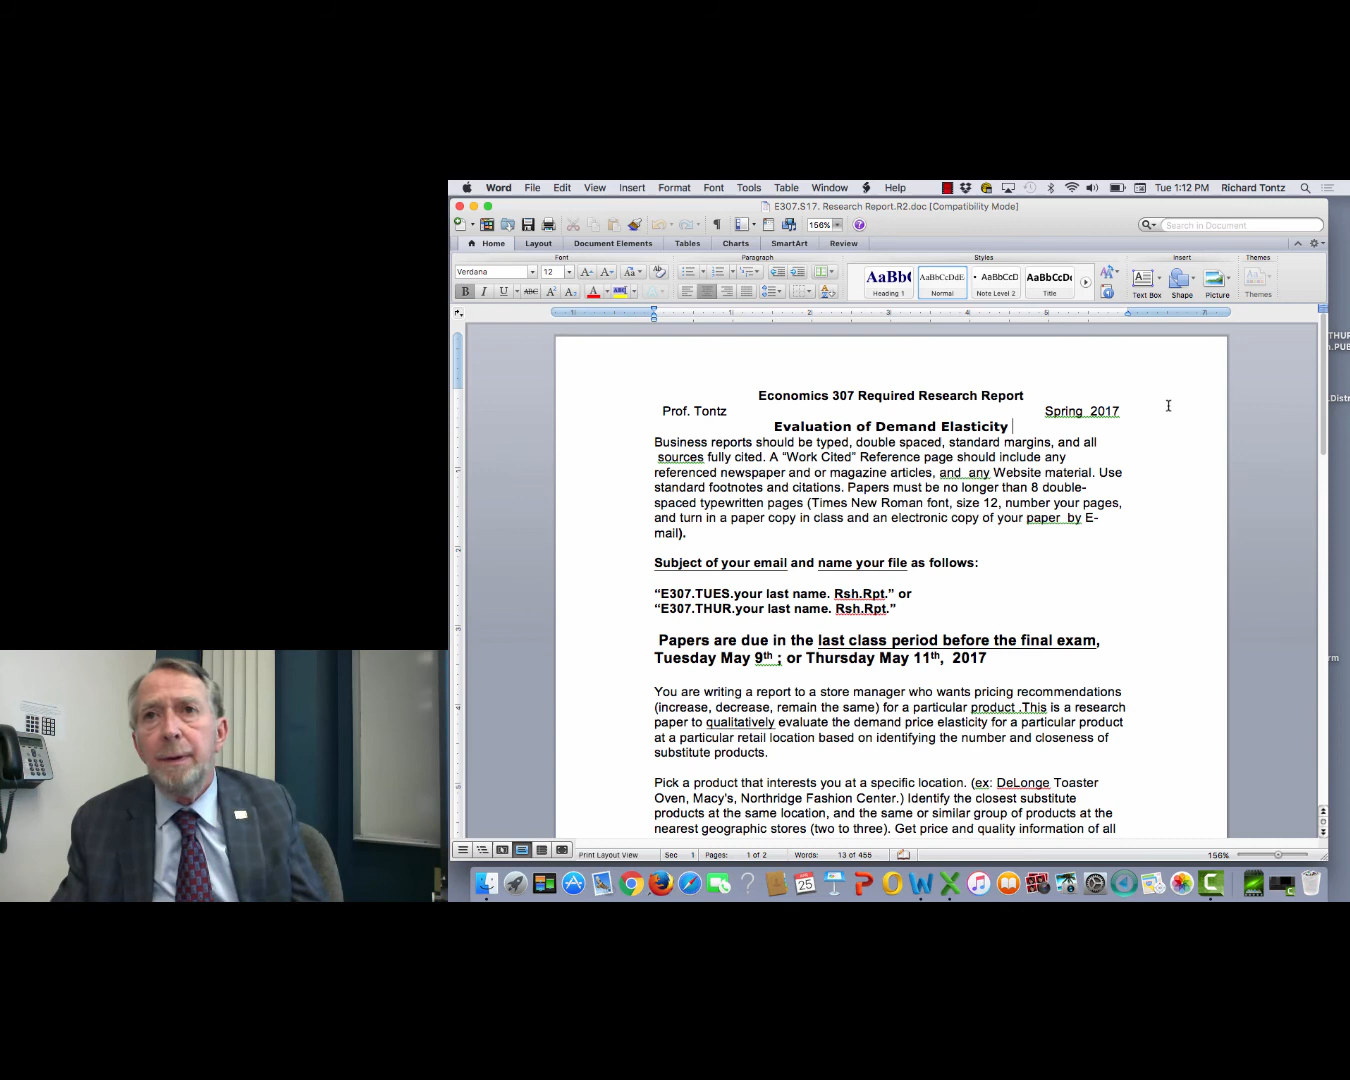 Word File Edit View Insert Format Font Tools Table Window Help Tue 1:12 PM Richard Tontz
E307.S17. Research Report.R2.doc [Compatibility Mode]
156% Search in Document
Home Layout Document Elements Tables Charts SmartArt Review
Font Paragraph Styles Insert Themes
Verdana 12 AaBbC AaBbCcDdE AaBbCcD AaBbCcDc
Heading 1 Normal Note Level 2 Title Text Box Shape Picture Themes
Economics 307 Required Research Report
Prof. Tontz Spring 2017
Evaluation of Demand Elasticity
Business reports should be typed, double spaced, standard margins, and all
sources fully cited. A “Work Cited” Reference page should include any
referenced newspaper and or magazine articles, and any Website material. Use
standard footnotes and citations. Papers must be no longer than 8 double-
spaced typewritten pages (Times New Roman font, size 12, number your pages,
and turn in a paper copy in class and an electronic copy of your paper by E-
mail).
Subject of your email and name your file as follows:
“E307.TUES.your last name. Rsh.Rpt.” or
“E307.THUR.your last name. Rsh.Rpt.”
Papers are due in the last class period before the final exam,
Tuesday May 9th ; or Thursday May 11th, 2017
You are writing a report to a store manager who wants pricing recommendations
(increase, decrease, remain the same) for a particular product .This is a research
paper to qualitatively evaluate the demand price elasticity for a particular product
at a particular retail location based on identifying the number and closeness of
substitute products.
Pick a product that interests you at a specific location. (ex: DeLonge Toaster
Oven, Macy’s, Northridge Fashion Center.) Identify the closest substitute
products at the same location, and the same or similar group of products at the
nearest geographic stores (two to three). Get price and quality information of all
Print Layout View Sec 1 Pages: 1 of 2 Words: 13 of 455 156%